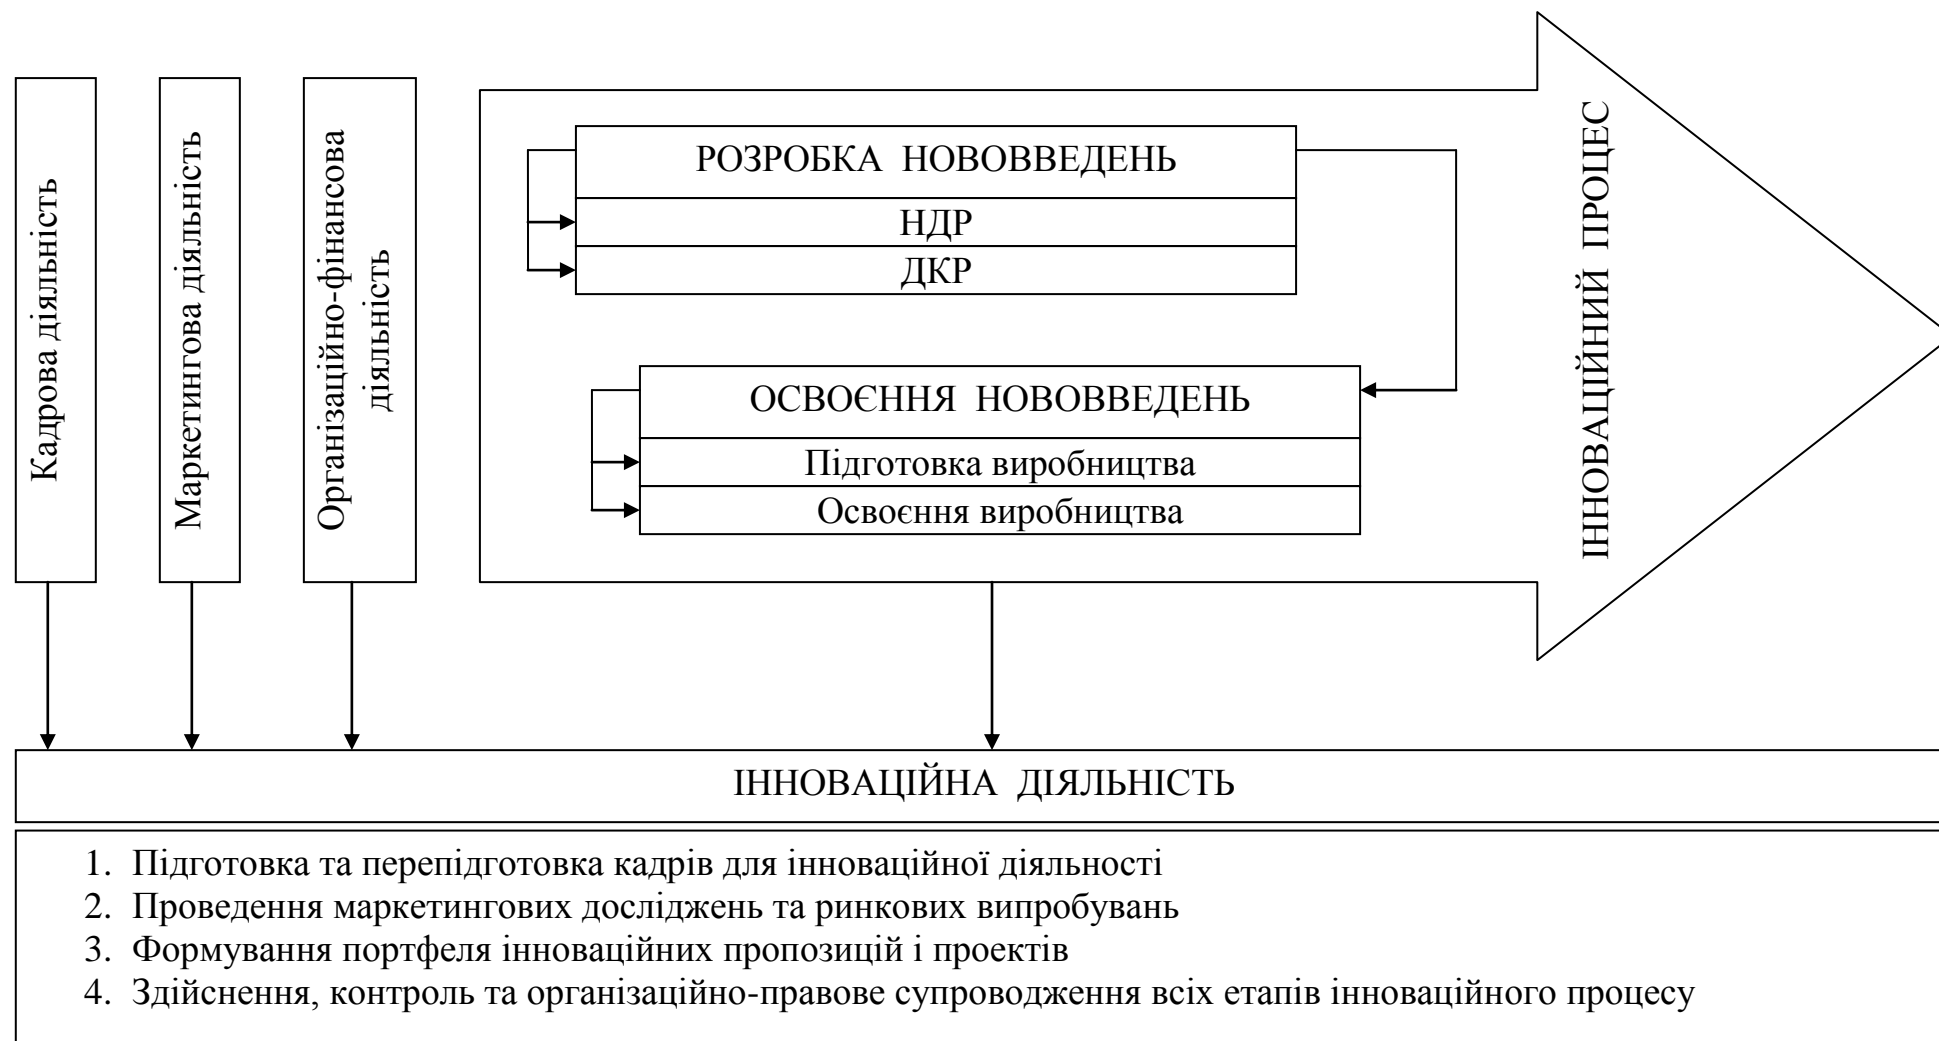 Кадрова діяльність
Маркетингова діяльність
Організаційно-фінансова
діяльність
РОЗРОБКА НОВОВВЕДЕНЬ
НДР
ДКР
ОСВОЄННЯ НОВОВВЕДЕНЬ
Підготовка виробництва
Освоєння виробництва
ІННОВАЦІЙНИЙ ПРОЦЕС
ІННОВАЦІЙНА ДІЯЛЬНІСТЬ
1. Підготовка та перепідготовка кадрів для інноваційної діяльності
2. Проведення маркетингових досліджень та ринкових випробувань
3. Формування портфеля інноваційних пропозицій і проектів
4. Здійснення, контроль та організаційно-правове супроводження всіх етапів інноваційного процесу